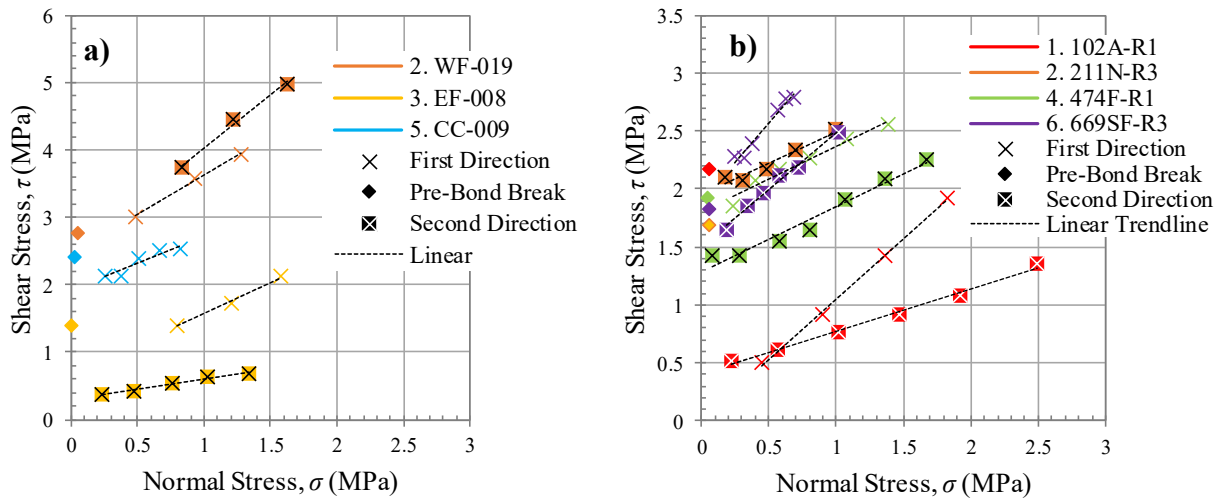 a)
6
5
4
3
2
1
0
0
0.5
1
1.5
2
2.5
3
Shear Stress, τ (MPa)
Normal Stress, σ (MPa)
2. WF-019
3. EF-008
5. CC-009
First Direction
Pre-Bond Break
Second Direction
Linear
b)
3.5
3
2.5
2
1.5
1
0.5
0
0
0.5
1
1.5
2
2.5
3
Shear Stress, τ (MPa)
Normal Stress, σ (MPa)
1. 102A-R1
2. 211N-R3
4. 474F-R1
6. 669SF-R3
First Direction
Pre-Bond Break
Second Direction
Linear Trendline